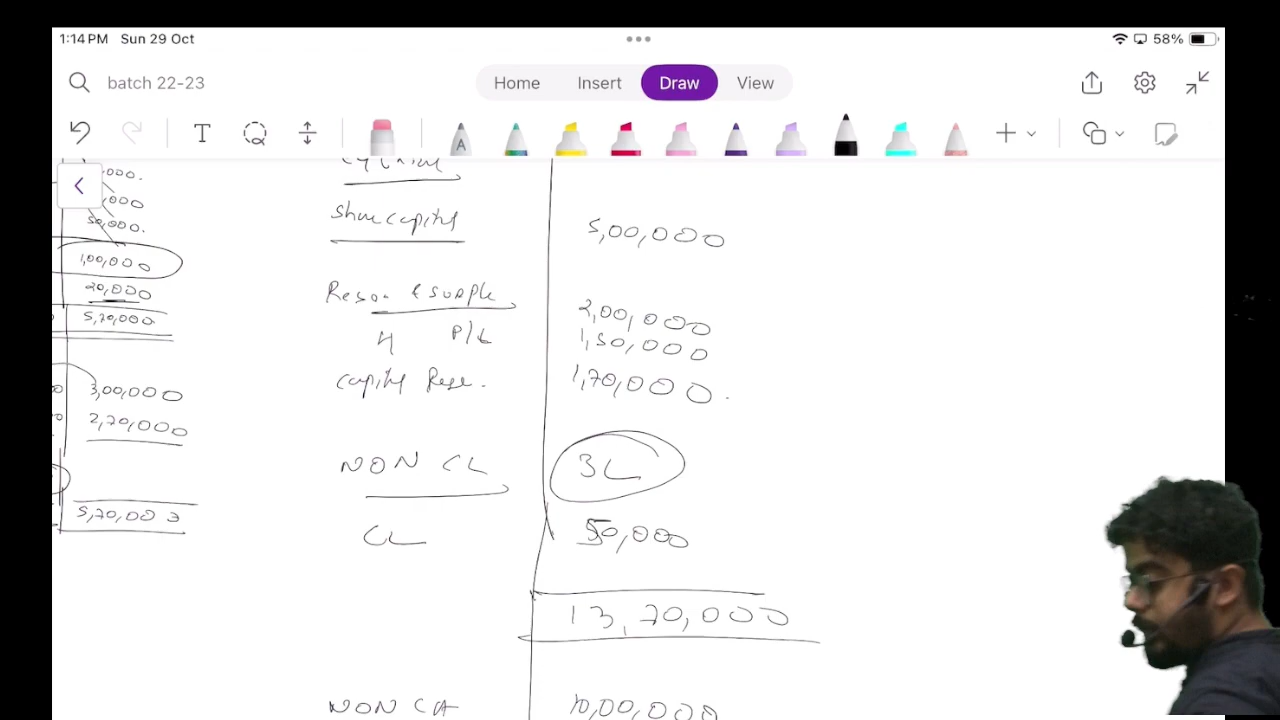 1:14 PM Sun 29 Oct
58%
batch 22-23
Home Insert Draw View
T
A
50,000.
1,00,000
20,000
5,70,000
3,00,000
2,70,000
5,70,000
Share capital 5,00,000
2,00,000
P/L 1,50,000
Capital Rese. 1,70,000.
NON CL 3L
CL 50,000
13,70,000
NON CA 10,00,000